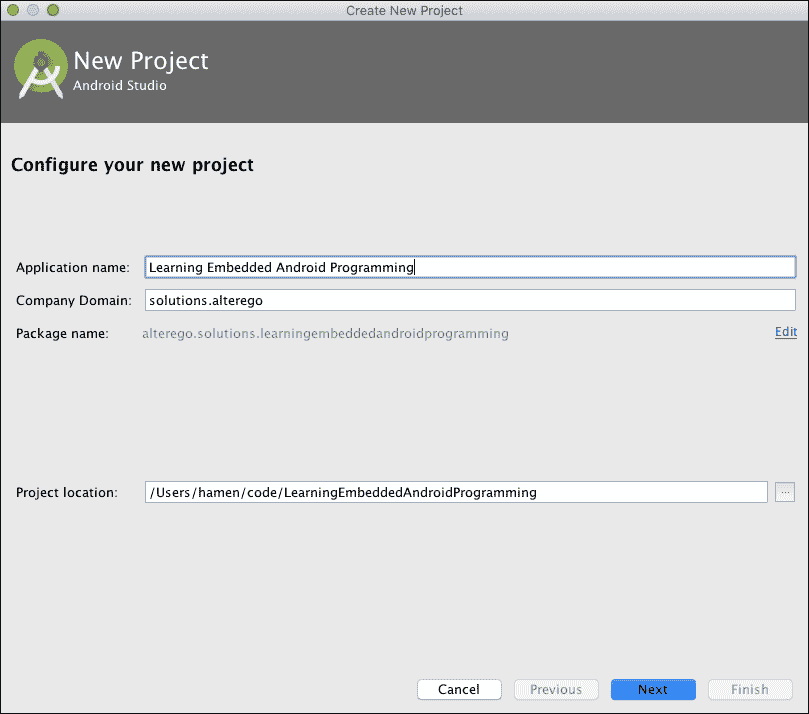 Create New Project
New Project
Android Studio
Configure your new project
Application name: Learning Embedded Android Programming
Company Domain: solutions.alterego
Package name: alterego.solutions.learningembeddedandroidprogramming Edit
Project location: /Users/hamen/code/LearningEmbeddedAndroidProgramming ...
Cancel Previous Next Finish